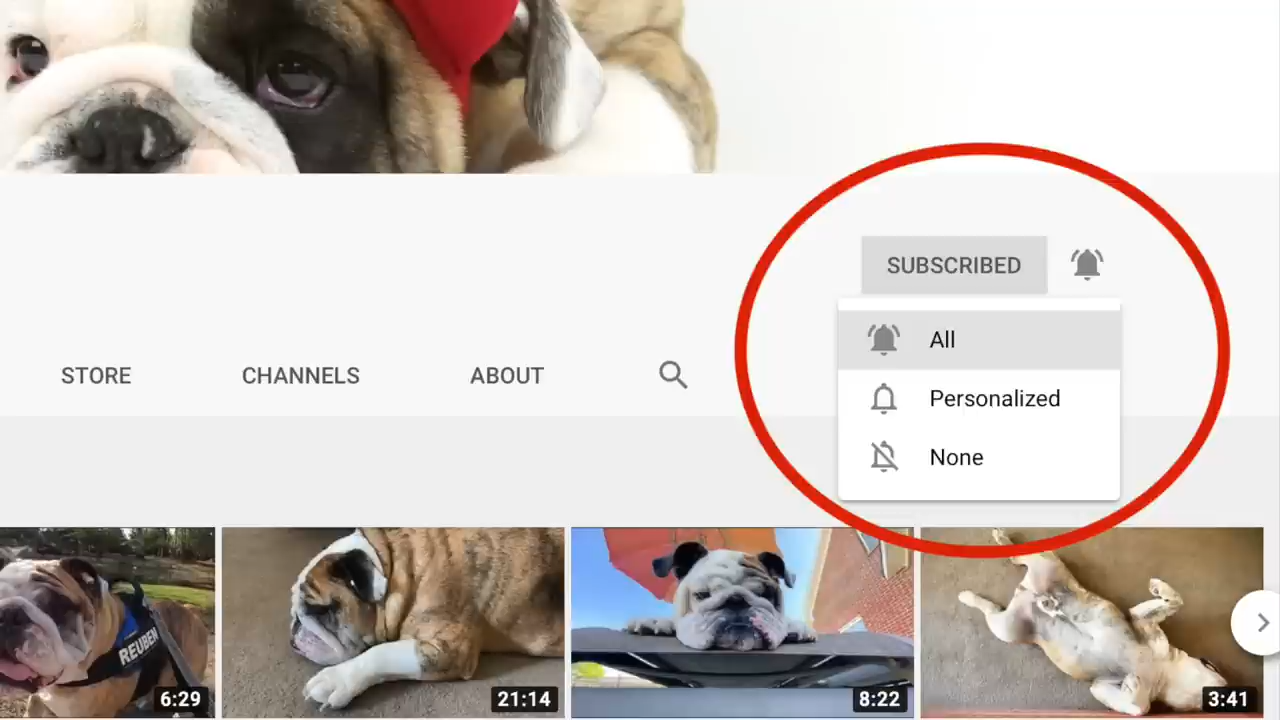 SUBSCRIBED
All
STORE
CHANNELS
ABOUT
Personalized
None
REUBEN
6:29
21:14
8:22
3:41